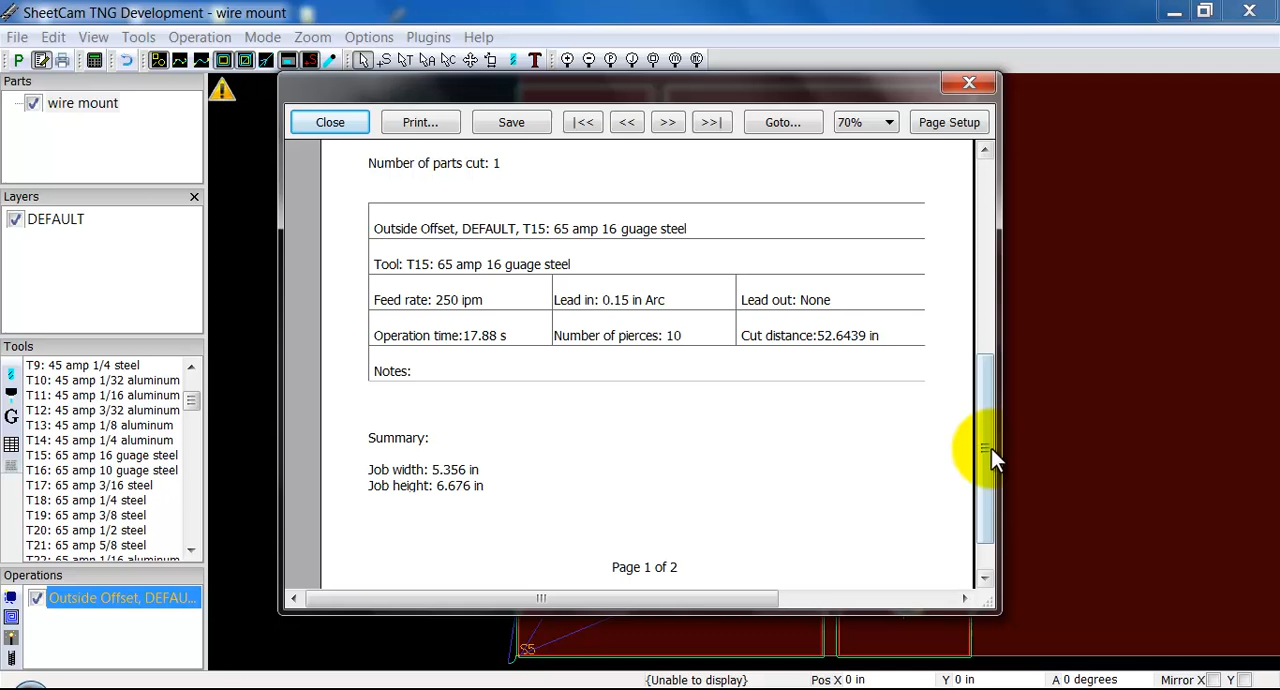 SheetCam TNG Development - wire mount
File Edit View Tools Operation Mode Zoom Options Plugins Help
Parts
wire mount
Layers
DEFAULT
Tools
T9: 45 amp 1/4 steel
T10: 45 amp 1/32 aluminum
T11: 45 amp 1/16 aluminum
T12: 45 amp 3/32 aluminum
T13: 45 amp 1/8 aluminum
T14: 45 amp 1/4 aluminum
T15: 65 amp 16 guage steel
T16: 65 amp 10 guage steel
T17: 65 amp 3/16 steel
T18: 65 amp 1/4 steel
T19: 65 amp 3/8 steel
T20: 65 amp 1/2 steel
T21: 65 amp 5/8 steel
T22: 65 amp 1/16 aluminum
Operations
Outside Offset, DEFAU...
Close Print... Save |<< << >> >>| Goto... 70% Page Setup
Number of parts cut: 1
Outside Offset, DEFAULT, T15: 65 amp 16 guage steel
Tool: T15: 65 amp 16 guage steel
Feed rate: 250 ipm Lead in: 0.15 in Arc Lead out: None
Operation time:17.88 s Number of pierces: 10 Cut distance:52.6439 in
Notes:
Summary:
Job width: 5.356 in
Job height: 6.676 in
Page 1 of 2
S5
{Unable to display} Pos X 0 in Y 0 in A 0 degrees Mirror X Y